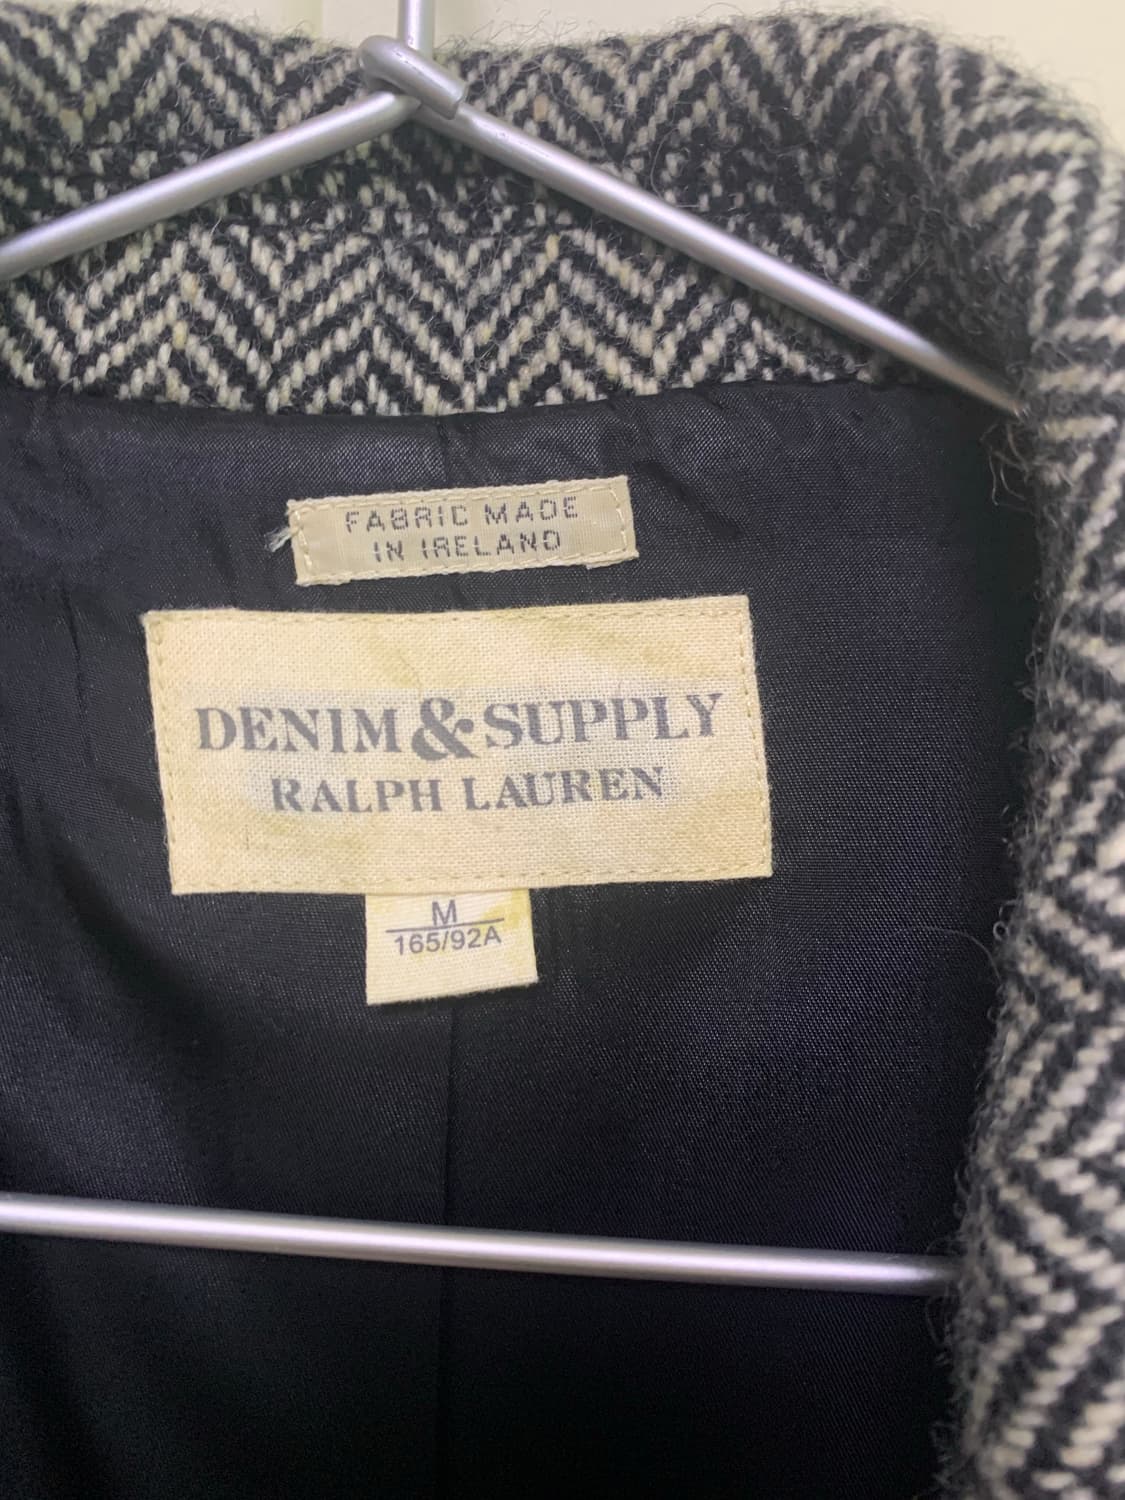 FABRIC MADE
IN IRELAND
DENIM & SUPPLY
RALPH LAUREN
M
165/92A